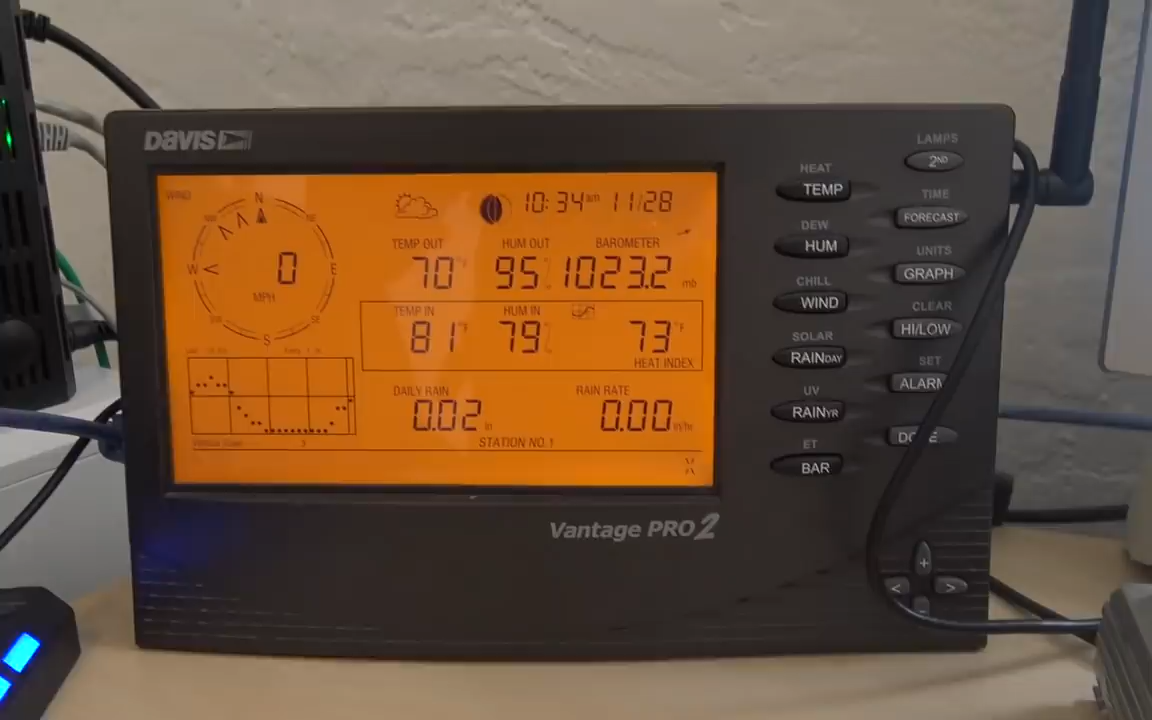 DAVIS
WIND
10:34am 11/28
N
W
E
S
SE
0
MPH
TEMP OUT HUM OUT BAROMETER
70°F 95% 1023.2 mb
TEMP IN HUM IN
81°F 79% 73°F
HEAT INDEX
DAILY RAIN RAIN RATE
0.02 in 0.00 in/hr
STATION NO.1
Vantage PRO2
LAMPS
2ND
HEAT
TEMP
TIME
FORECAST
DEW
HUM
UNITS
GRAPH
CHILL
WIND
CLEAR
HI/LOW
SOLAR
RAINDAY
SET
ALARM
UV
RAINYR
DONE
ET
BAR
+
< >
-